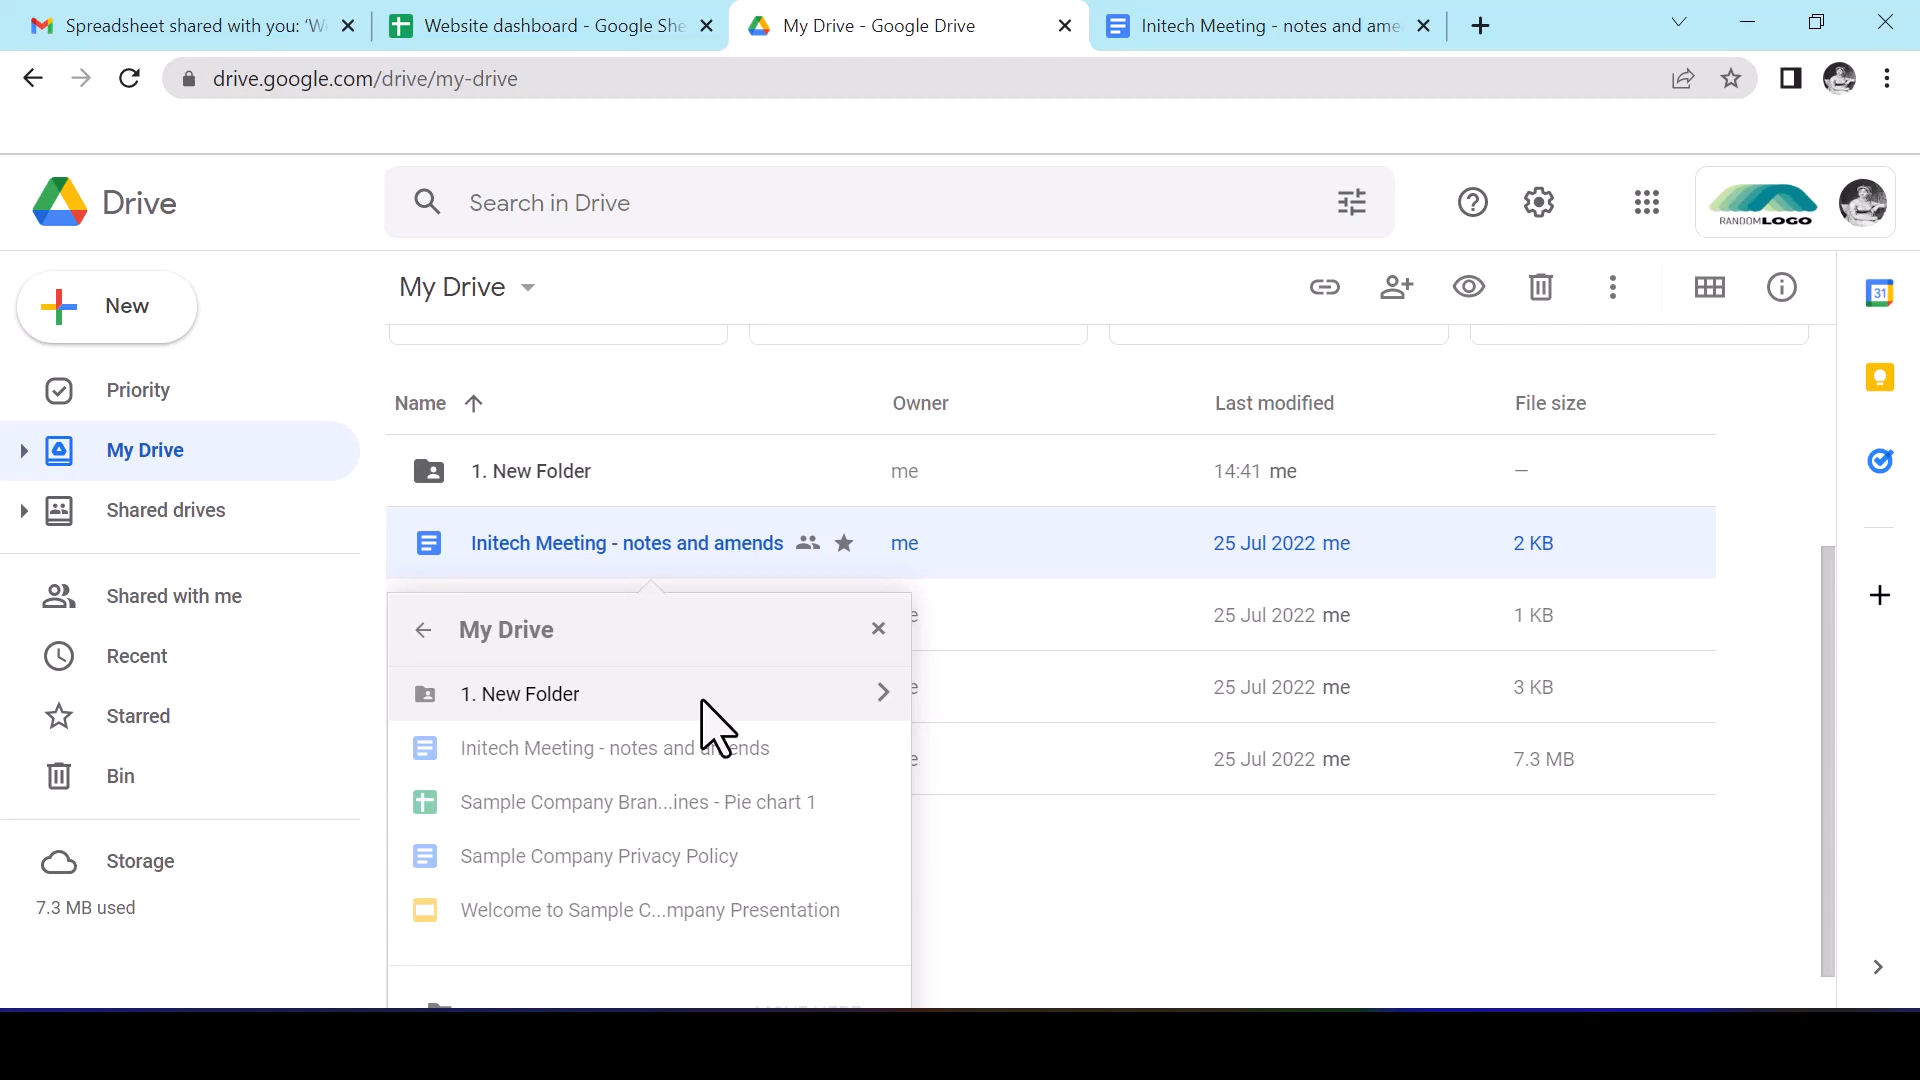 Spreadsheet shared with you: 'W
Website dashboard - Google She
My Drive - Google Drive
Initech Meeting - notes and ame
drive.google.com/drive/my-drive
Drive
Search in Drive
RANDOMLOGO
New
My Drive
31
Priority
Name
Owner
Last modified
File size
My Drive
1. New Folder
me
14:41 me
–
Shared drives
Initech Meeting - notes and amends
me
25 Jul 2022 me
2 KB
Shared with me
My Drive
25 Jul 2022 me
1 KB
Recent
1. New Folder
25 Jul 2022 me
3 KB
Starred
Initech Meeting - notes and amends
25 Jul 2022 me
7.3 MB
Bin
Sample Company Bran...ines - Pie chart 1
Storage
Sample Company Privacy Policy
7.3 MB used
Welcome to Sample C...mpany Presentation